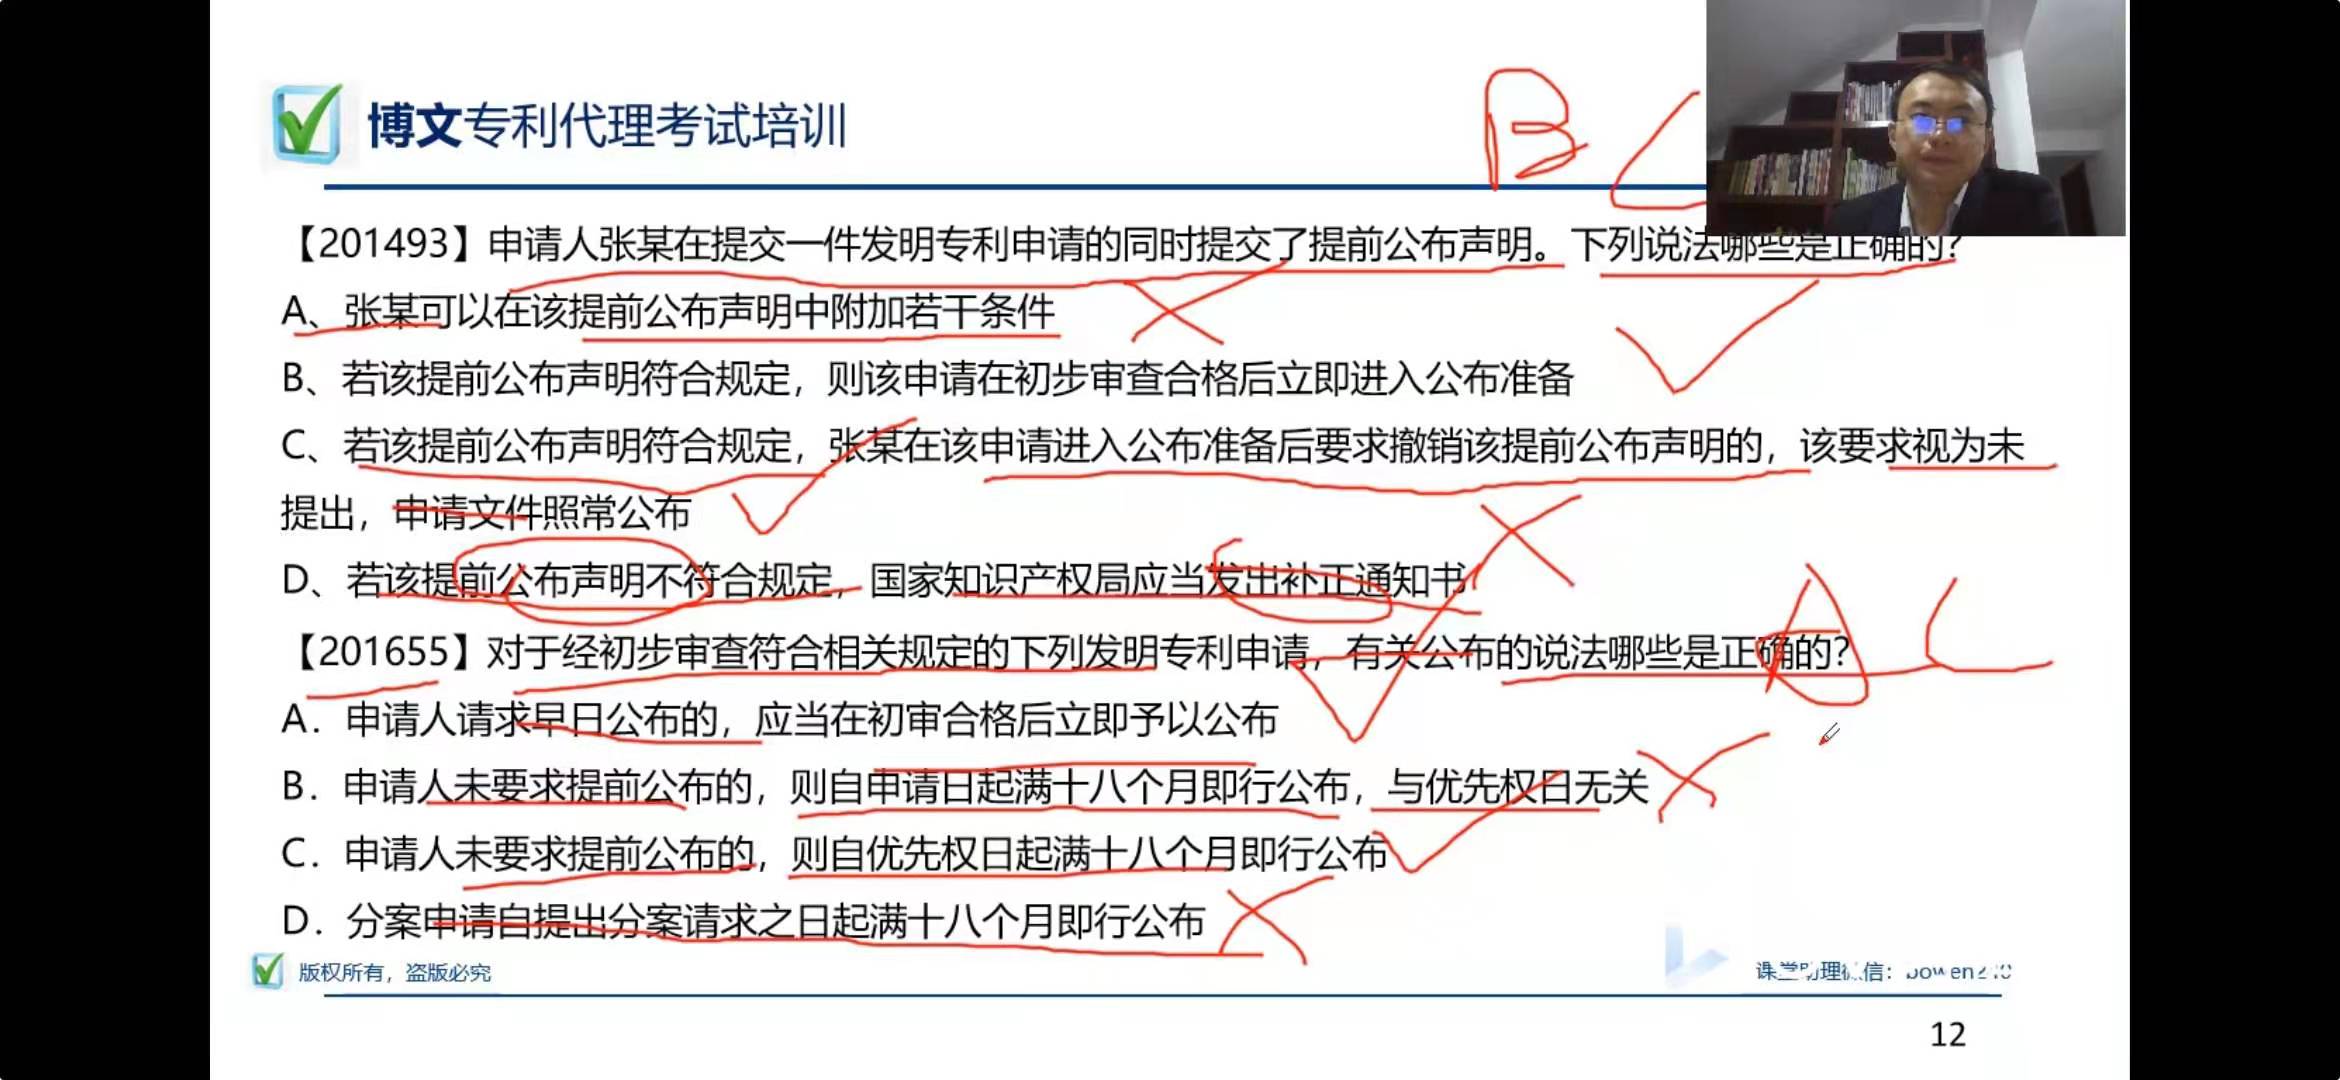 博文专利代理考试培训
B C
【201493】申请人张某在提交一件发明专利申请的同时提交了提前公布声明。下列说法哪些是正确的？
A、张某可以在该提前公布声明中附加若干条件
B、若该提前公布声明符合规定，则该申请在初步审查合格后立即进入公布准备
C、若该提前公布声明符合规定，张某在该申请进入公布准备后要求撤销该提前公布声明的，该要求视为未
提出，申请文件照常公布
D、若该提前公布声明不符合规定，国家知识产权局应当发出补正通知书
A C
【201655】对于经初步审查符合相关规定的下列发明专利申请，有关公布的说法哪些是正确的？
A．申请人请求早日公布的，应当在初审合格后立即予以公布
B．申请人未要求提前公布的，则自申请日起满十八个月即行公布，与优先权日无关
C．申请人未要求提前公布的，则自优先权日起满十八个月即行公布
D．分案申请自提出分案请求之日起满十八个月即行公布
版权所有，盗版必究
课堂助理微信：bowen210
12